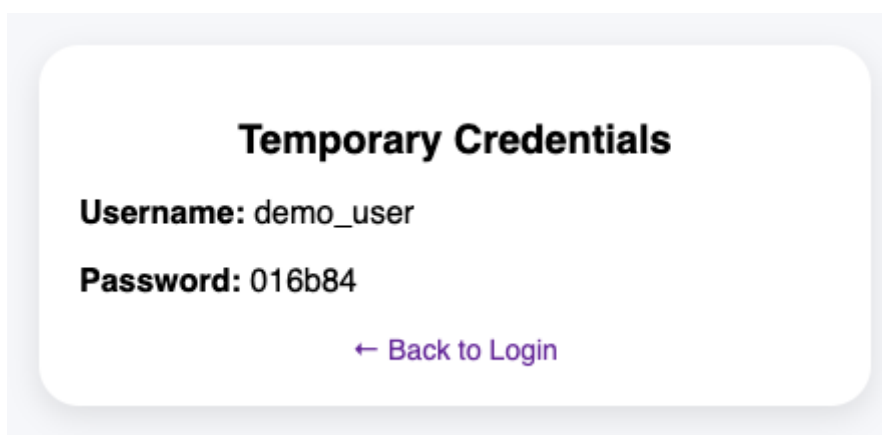 Temporary Credentials
Username: demo_user
Password: 016b84
← Back to Login